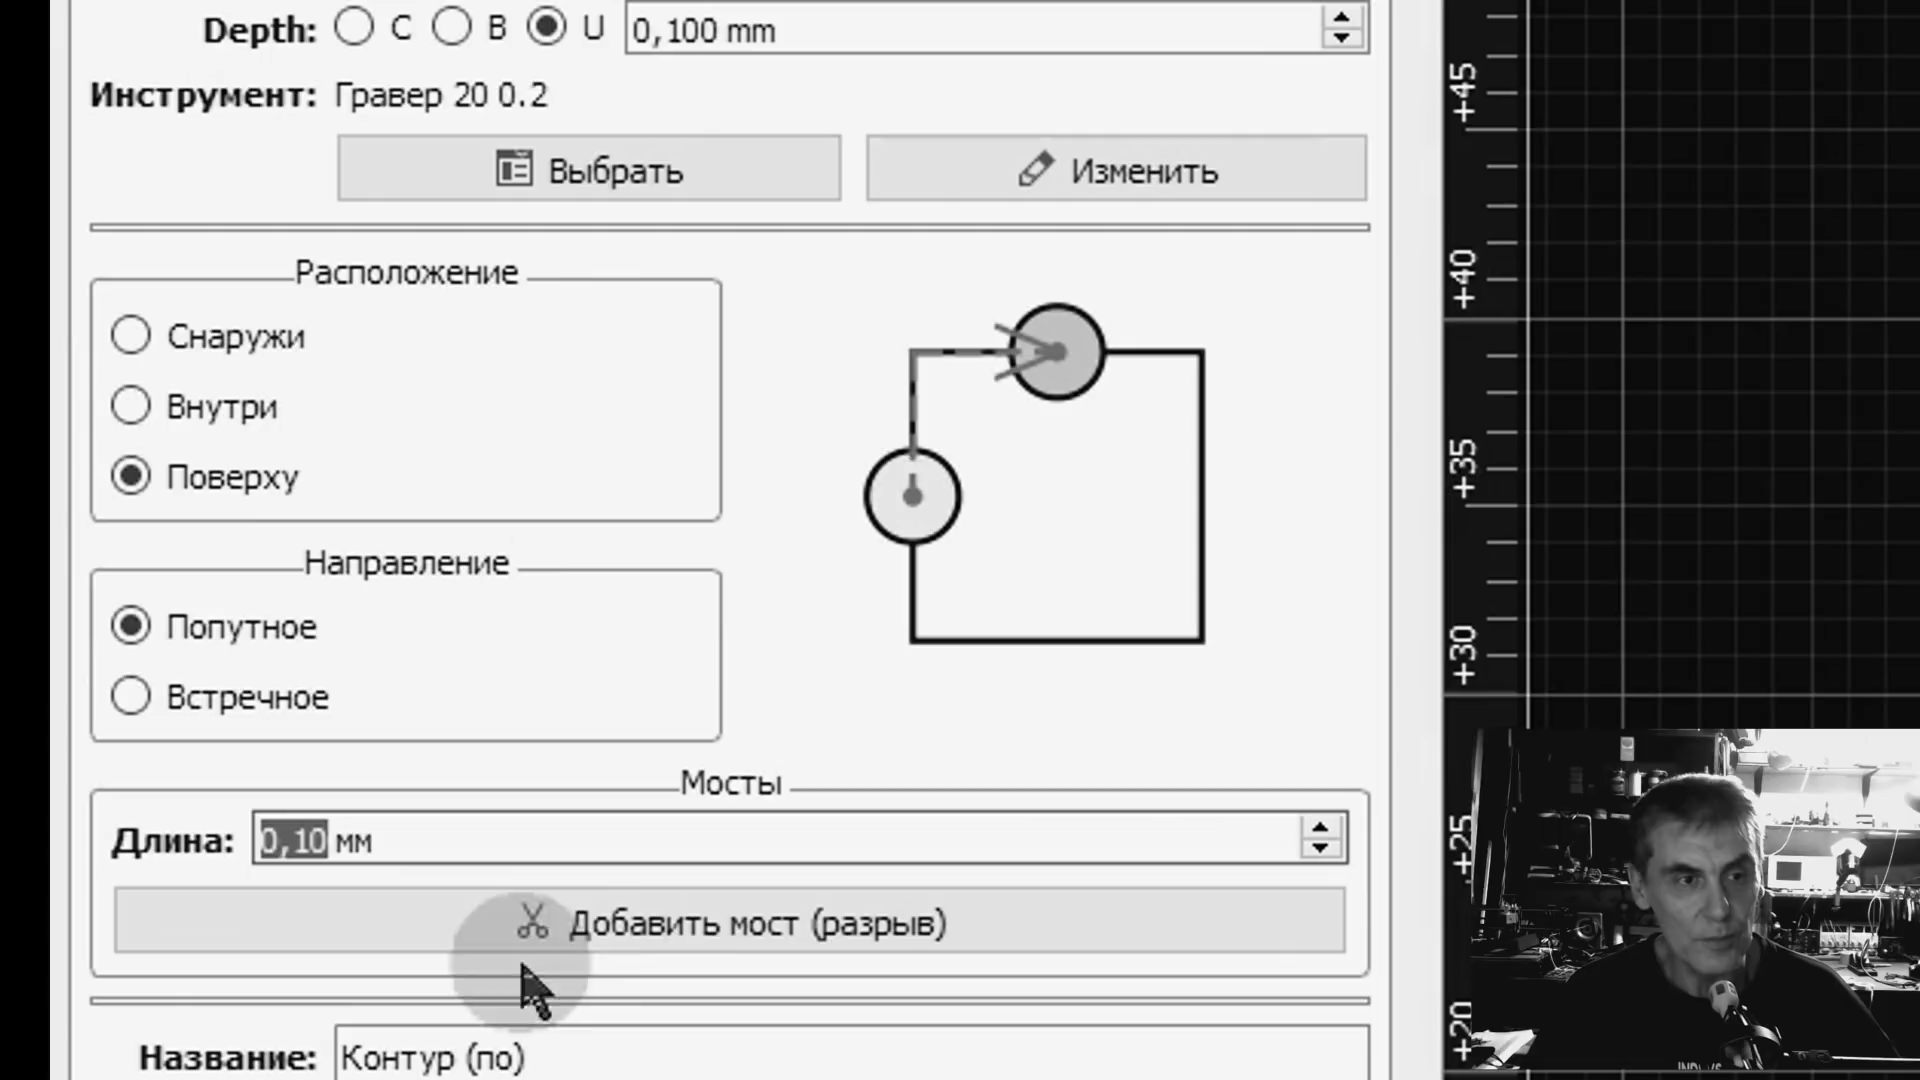 Depth: C B U 0,100 mm
Инструмент: Гравер 20 0.2
Выбрать Изменить
Расположение
Снаружи
Внутри
Поверху
Направление
Попутное
Встречное
Мосты
Длина: 0,10 мм
Добавить мост (разрыв)
Название: Контур (по)
+45
+40
+35
+30
+25
+20